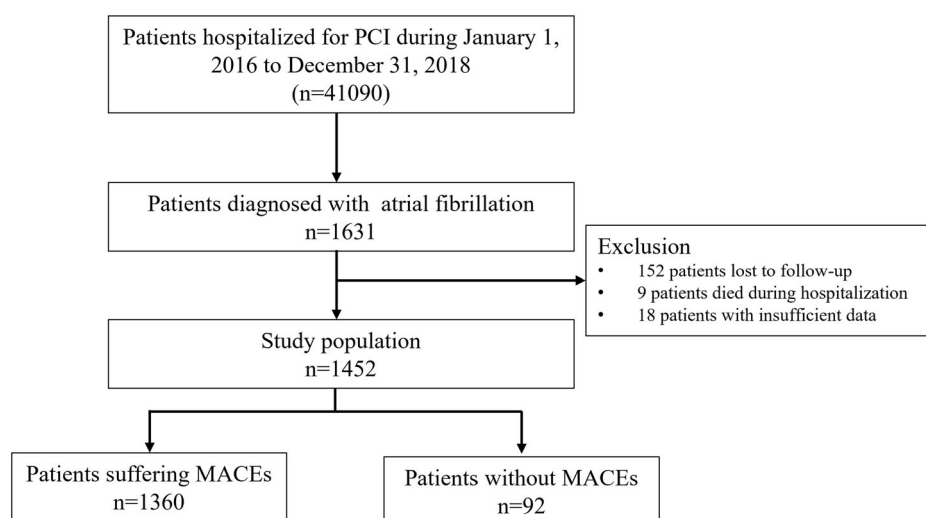 Patients hospitalized for PCI during January 1,
2016 to December 31, 2018
(n=41090)
Patients diagnosed with atrial fibrillation
n=1631
Exclusion
• 152 patients lost to follow-up
• 9 patients died during hospitalization
• 18 patients with insufficient data
Study population
n=1452
Patients suffering MACEs
n=1360
Patients without MACEs
n=92